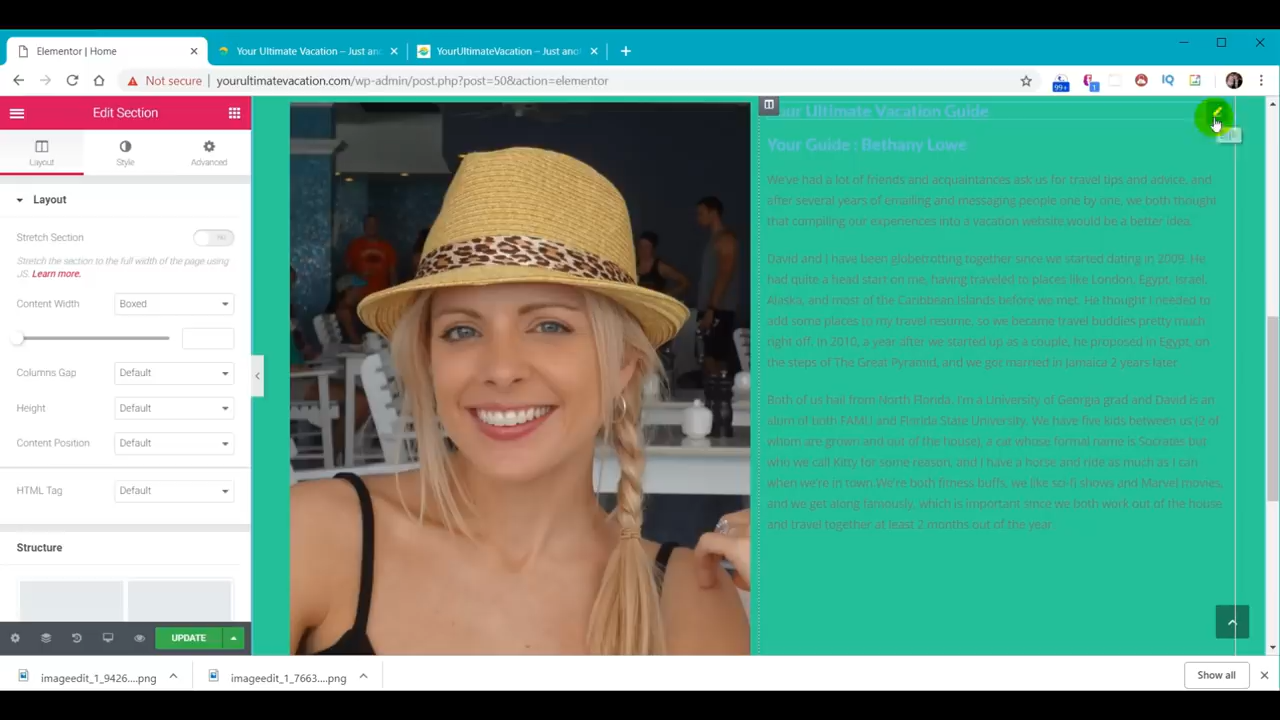 Elementor | Home
Your Ultimate Vacation – Just an
YourUltimateVacation – Just ano
Not secure
yourultimatevacation.com/wp-admin/post.php?post=50&action=elementor
99+
1
IQ
Edit Section
Layout
Style
Advanced
Layout
Stretch Section
No
Stretch the section to the full width of the page using
JS. Learn more.
Content Width
Boxed
Columns Gap
Default
Height
Default
Content Position
Default
HTML Tag
Default
Structure
UPDATE
Your Ultimate Vacation Guide
Your Guide : Bethany Lowe
We've had a lot of friends and acquaintances ask us for travel tips and advice, and
after several years of emailing and messaging people one by one, we both thought
that compiling our experiences into a vacation website would be a better idea.
David and I have been globetrotting together since we started dating in 2009. He
had quite a head start on me, having traveled to places like London, Egypt, Israel,
Alaska, and most of the Caribbean Islands before we met. He thought I needed to
add some places to my travel resume, so we became travel buddies pretty much
right off. In 2010, a year after we started up as a couple, he proposed in Egypt, on
the steps of The Great Pyramid, and we got married in Jamaica 2 years later.
Both of us hail from North Florida. I'm a University of Georgia grad and David is an
alum of both FAMU and Florida State University. We have five kids between us (2 of
whom are grown and out of the house), a cat whose formal name is Socrates but
who we call Kitty for some reason, and I have a horse and ride as much as I can
when we're in town.We're both fitness buffs, we like sci-fi shows and Marvel movies,
and we get along famously, which is important since we both work out of the house
and travel together at least 2 months out of the year.
imageedit_1_9426....png
imageedit_1_7663....png
Show all